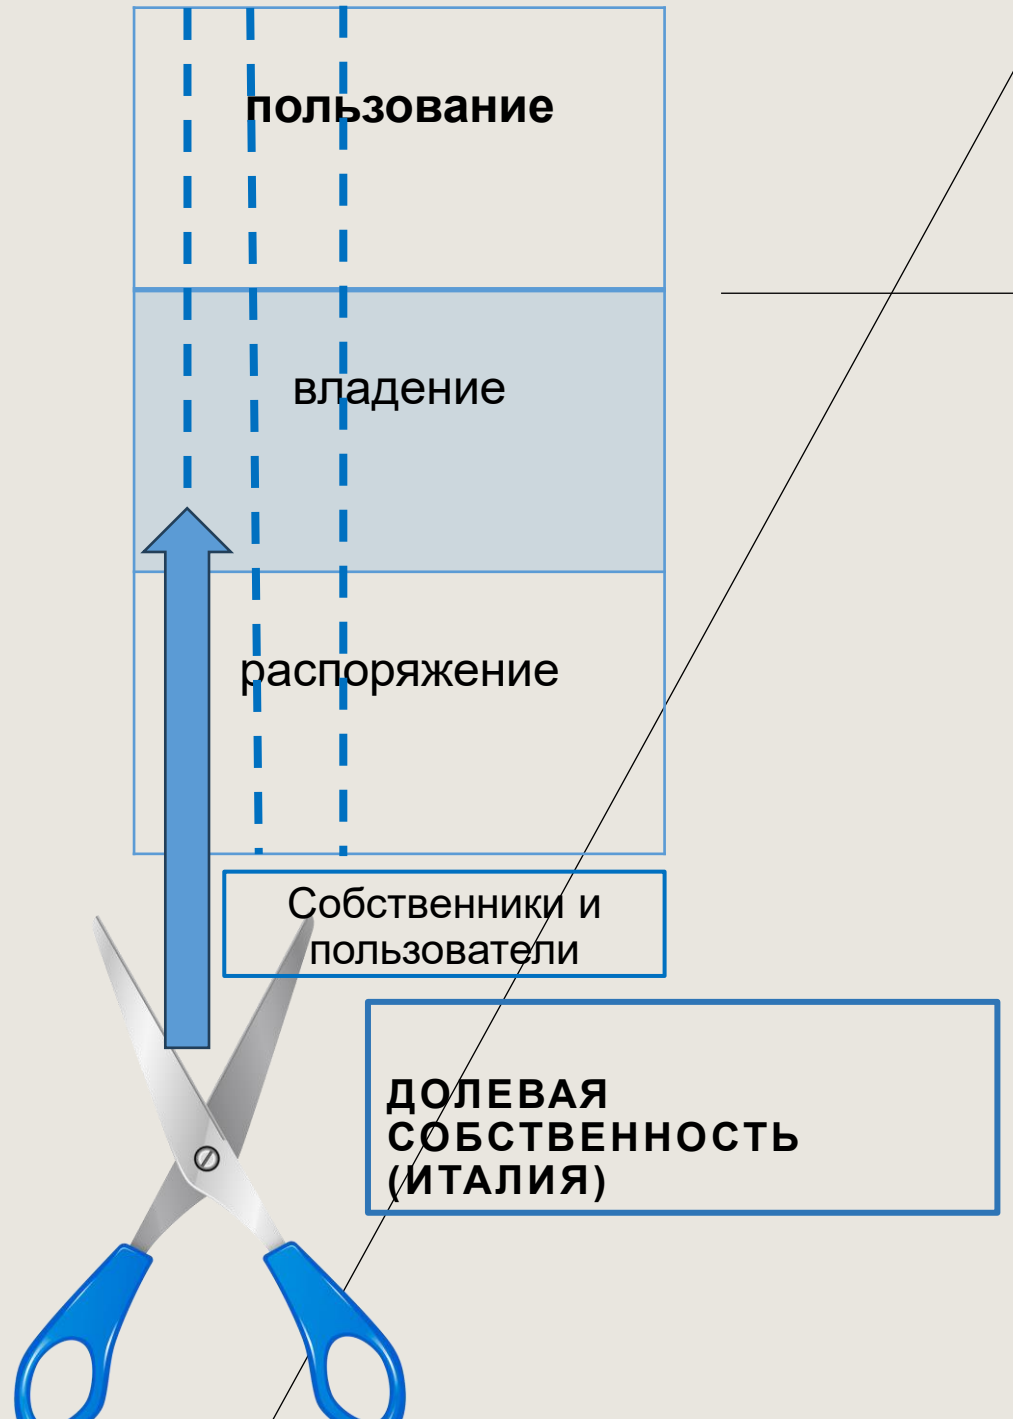 пользование
владение
распоряжение
Собственники и
пользователи
ДОЛЕВАЯ
СОБСТВЕННОСТЬ
(ИТАЛИЯ)